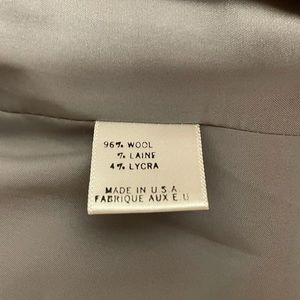 96% WOOL
% LAINE
4% LYCRA
MADE IN U.S.A
FABRIQUE AUX E.U